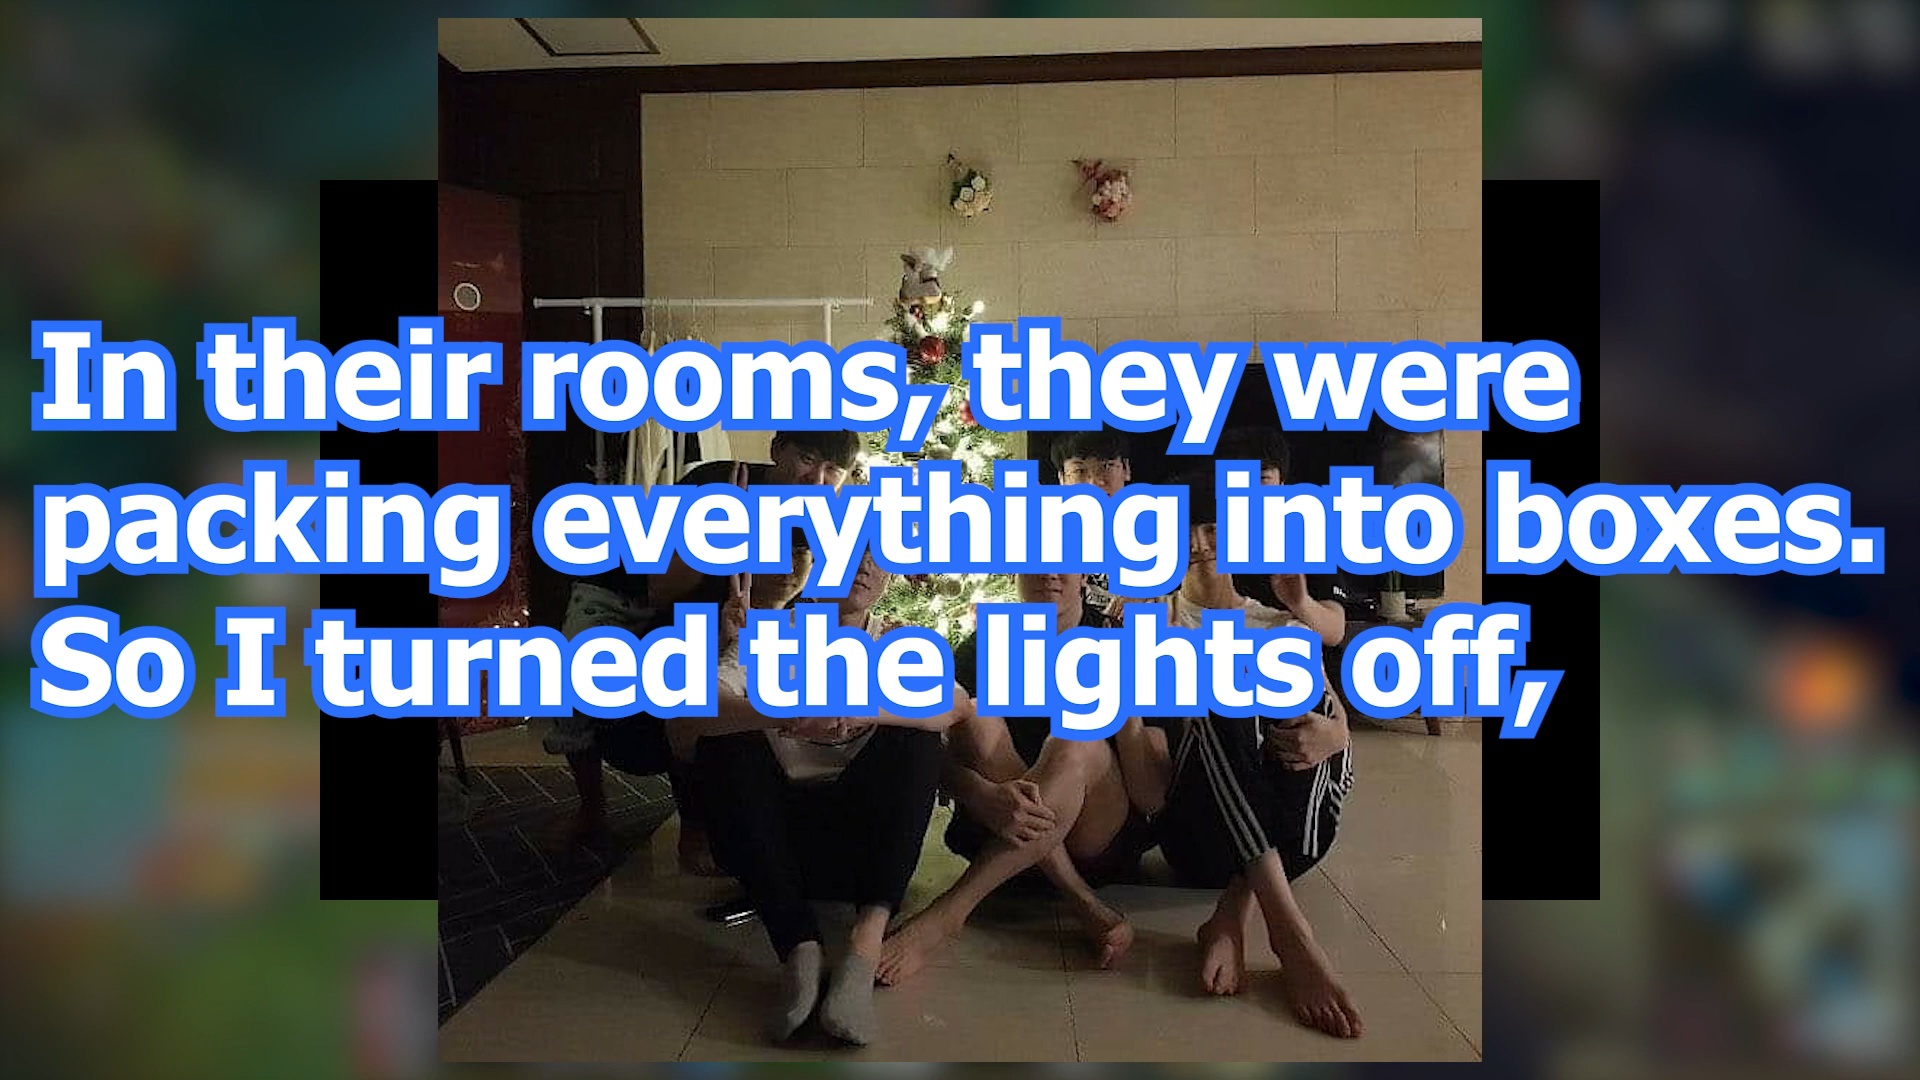 In their rooms, they were
packing everything into boxes.
So I turned the lights off,